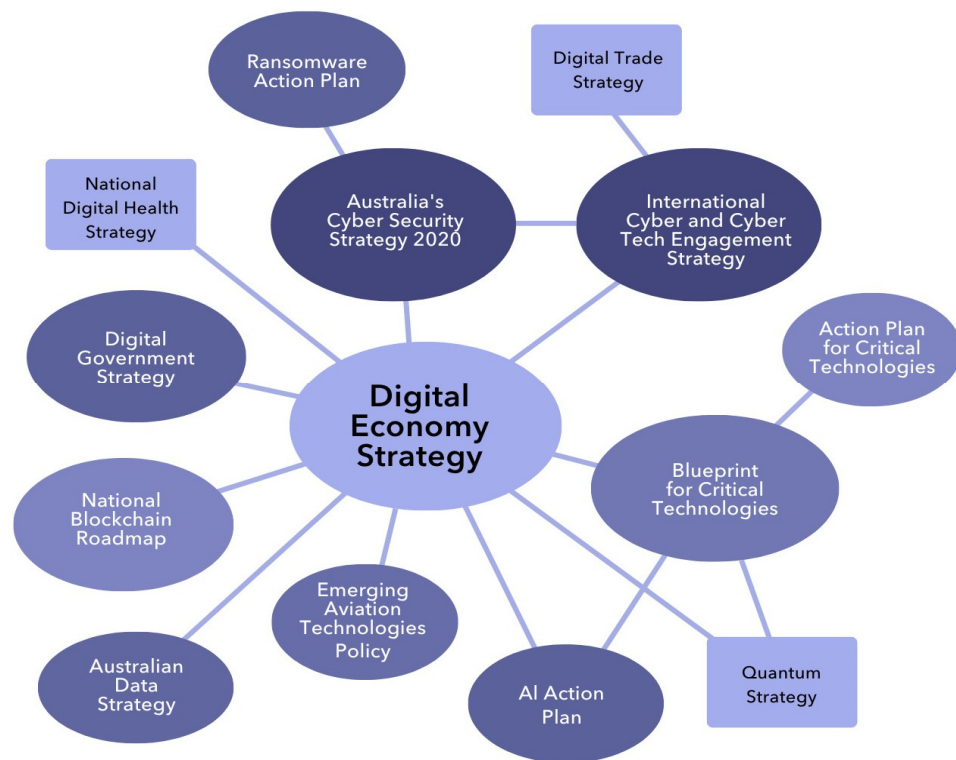 Ransomware
Action Plan
Digital Trade
Strategy
National
Digital Health
Strategy
Australia's
Cyber Security
Strategy 2020
International
Cyber and Cyber
Tech Engagement
Strategy
Digital
Government
Strategy
Action Plan
for Critical
Technologies
Digital
Economy
Strategy
Blueprint
for Critical
Technologies
National
Blockchain
Roadmap
Emerging
Aviation
Technologies
Policy
Australian
Data
Strategy
AI Action
Plan
Quantum
Strategy